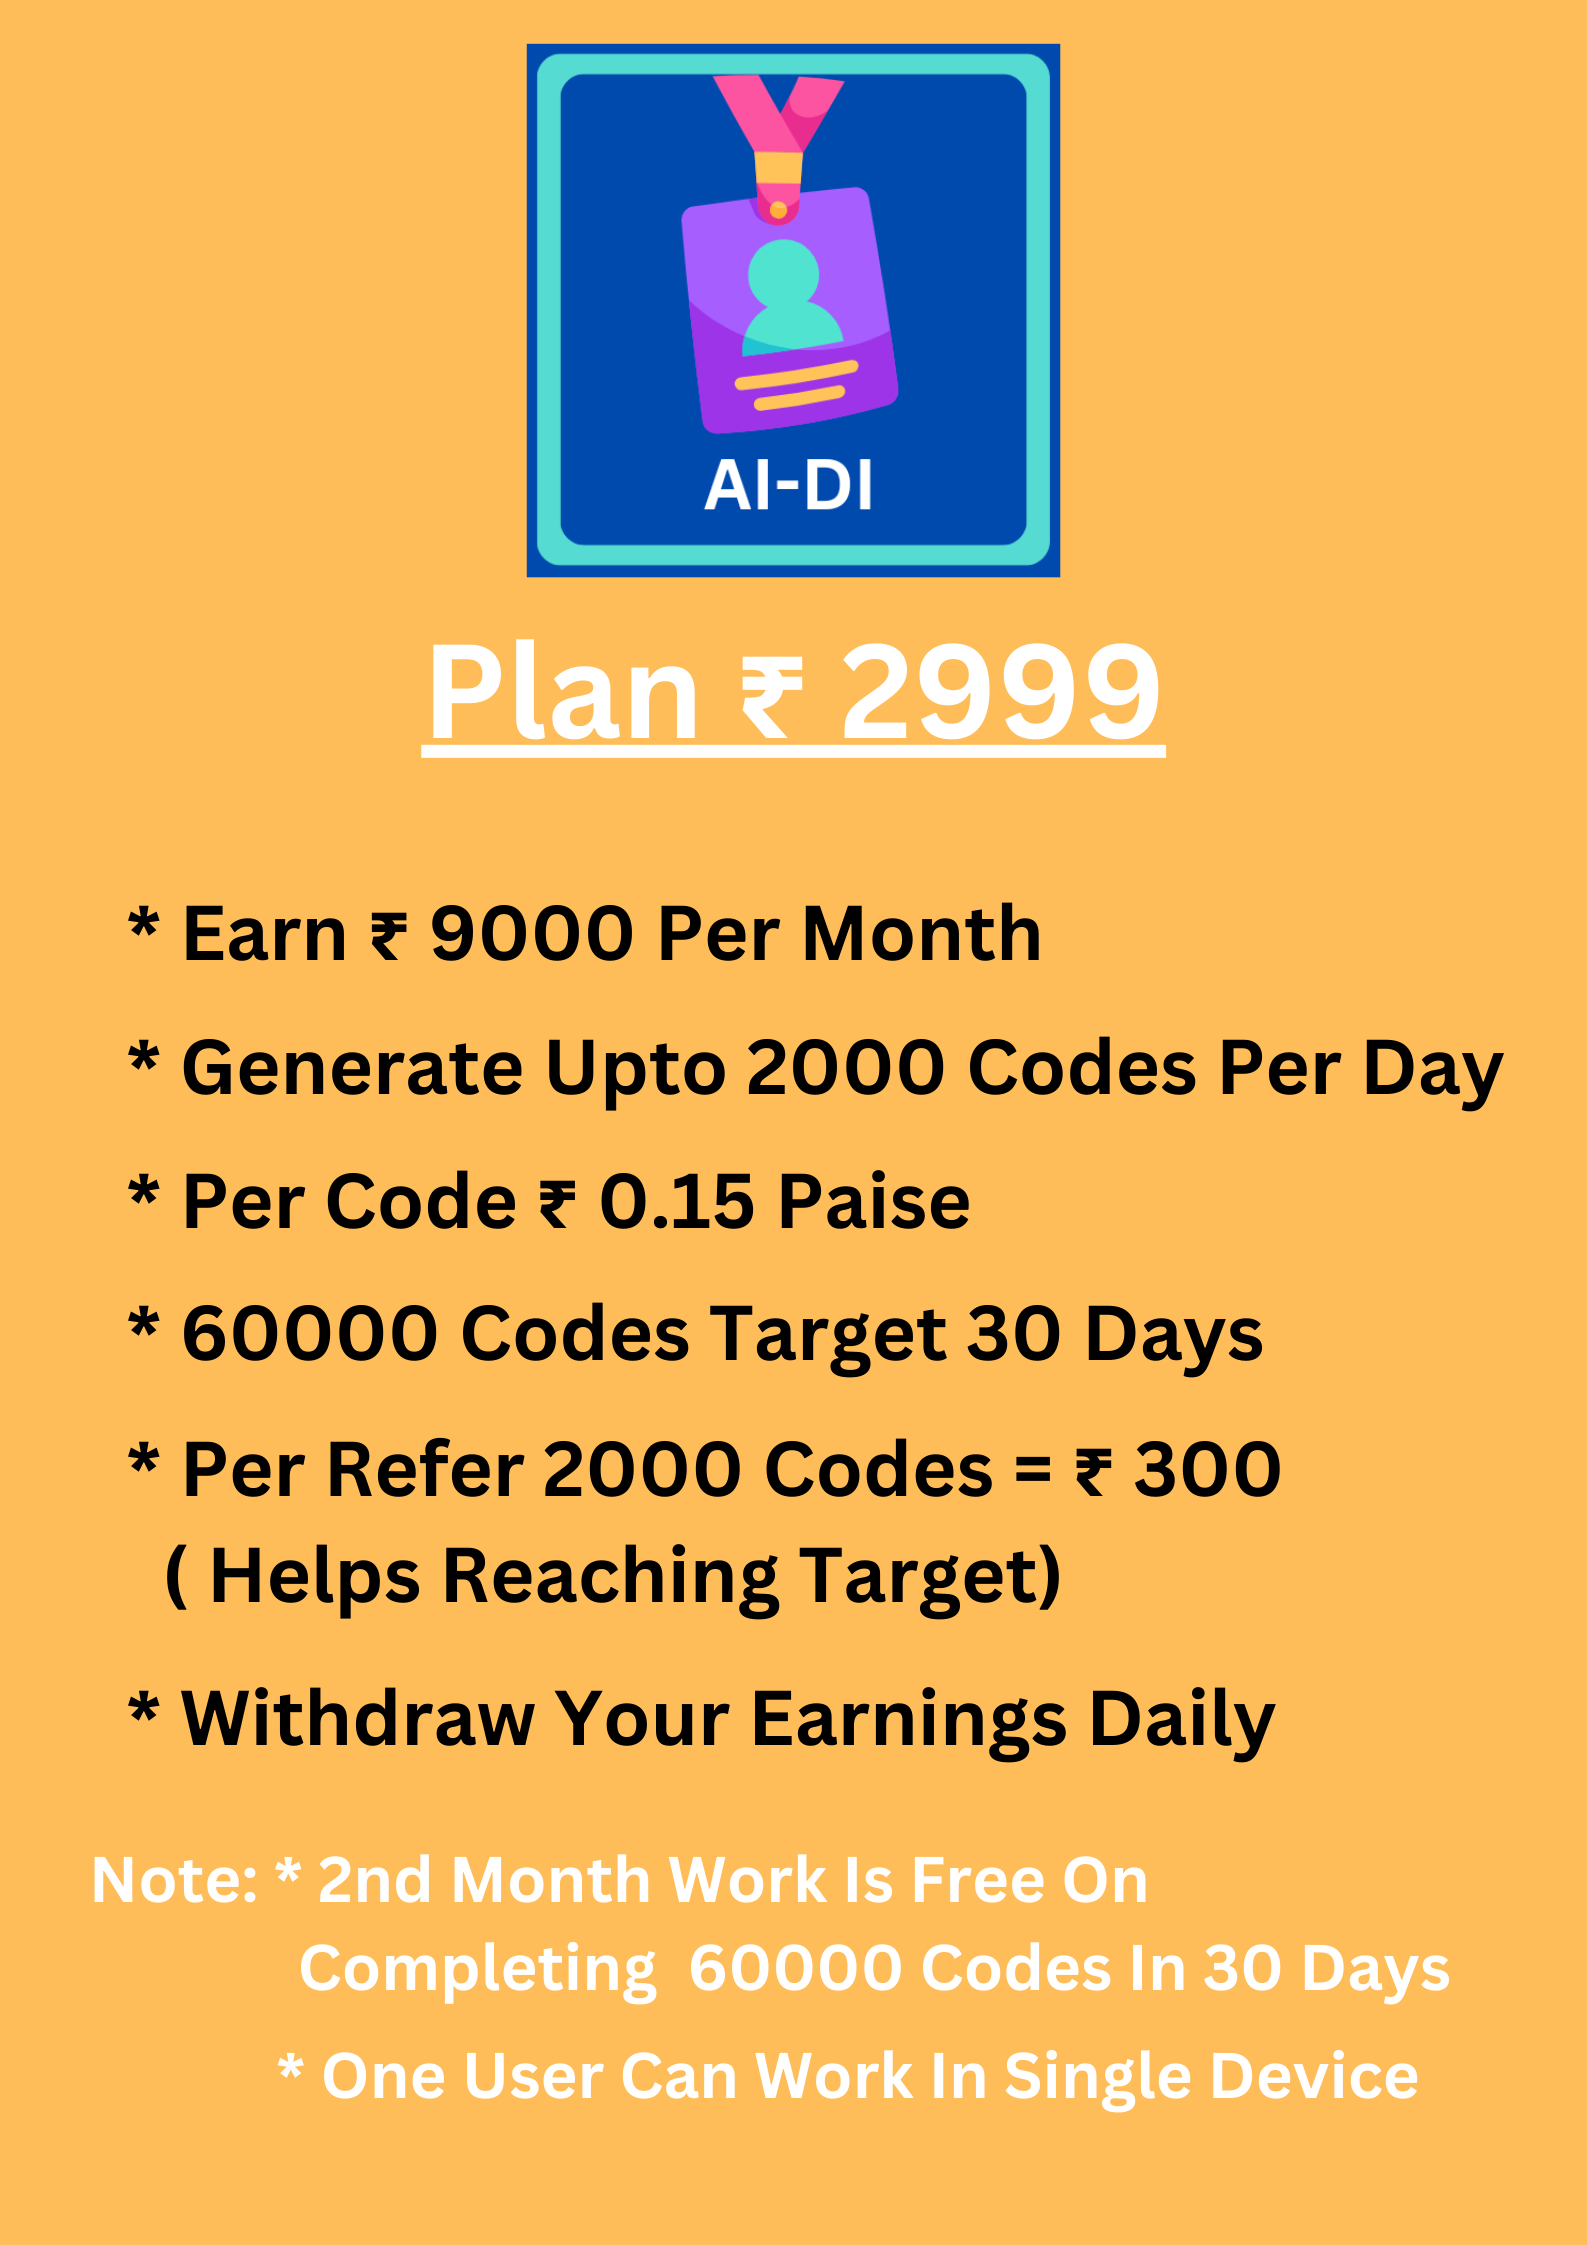 AI-DI
Plan ₹ 2999
* Earn ₹ 9000 Per Month
* Generate Upto 2000 Codes Per Day
* Per Code ₹ 0.15 Paise
* 60000 Codes Target 30 Days
* Per Refer 2000 Codes = ₹ 300
( Helps Reaching Target)
* Withdraw Your Earnings Daily
Note: * 2nd Month Work Is Free On
Completing 60000 Codes In 30 Days
* One User Can Work In Single Device